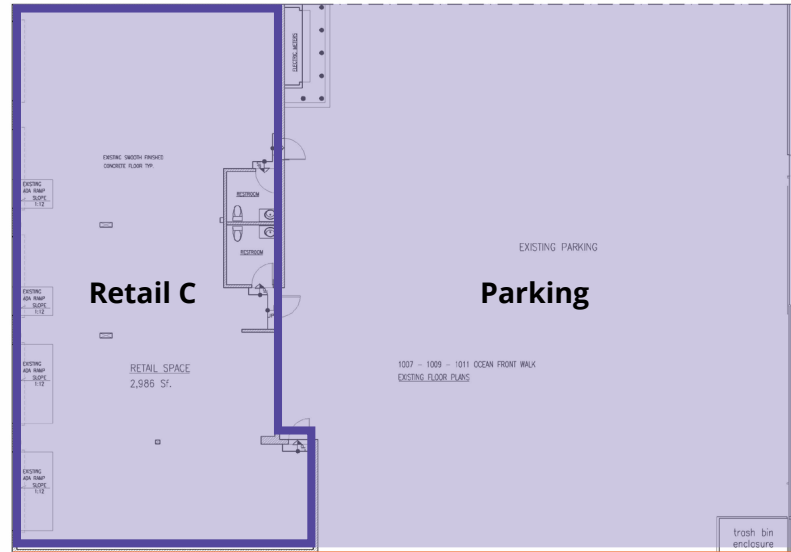 ELECTRIC METERS
EXISTING SMOOTH FINISHED
CONCRETE FLOOR TYP.
EXISTING
ADA RAMP
SLOPE
1:12
RESTROOM
RESTROOM
EXISTING PARKING
Retail C
Parking
EXISTING
ADA RAMP
SLOPE
1:12
RETAIL SPACE
2,986 Sf.
1007 – 1009 – 1011 OCEAN FRONT WALK
EXISTING FLOOR PLANS
EXISTING
ADA RAMP
SLOPE
1:12
EXISTING
ADA RAMP
SLOPE
1:12
trash bin
enclosure